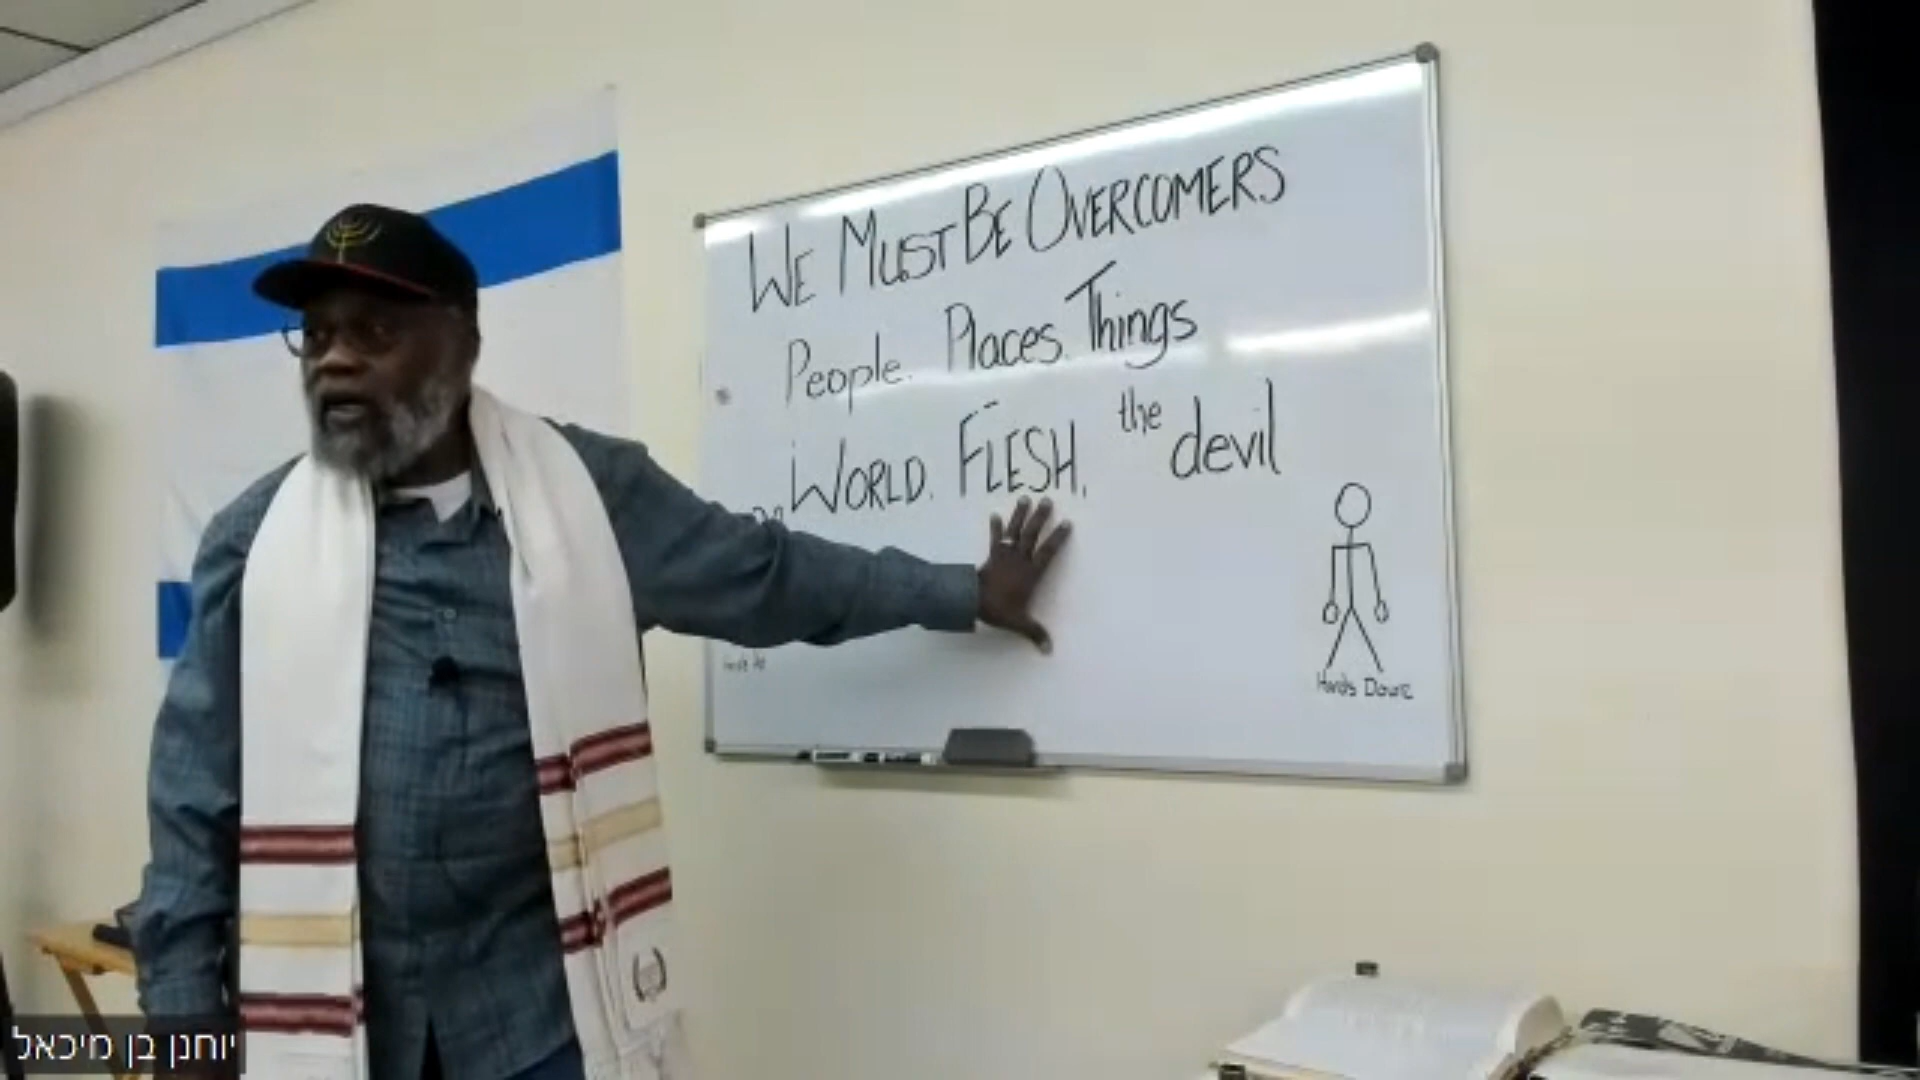 WE MUST BE OVERCOMERS
People. Places. Things
WORLD. FLESH. the devil
Hands Down
יוחנן בן מיכאל